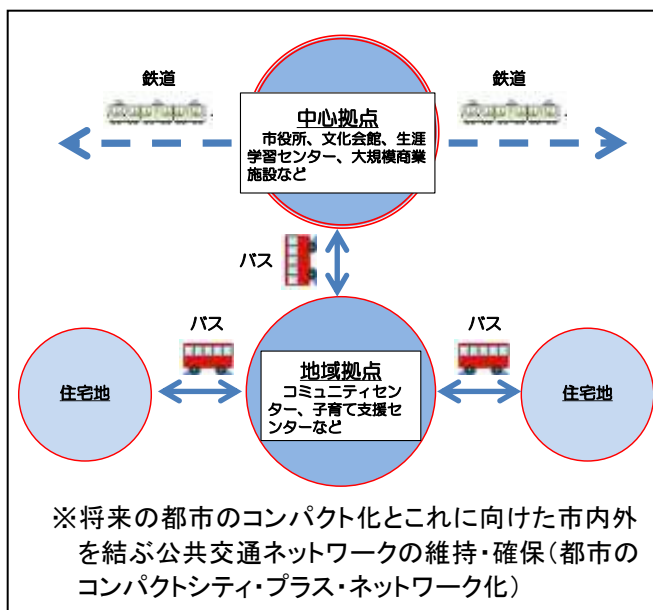 鉄道
鉄道
中心拠点
市役所、文化会館、生涯
学習センター、大規模商業
施設など
バス
バス
バス
住宅地
地域拠点
コミュニティセン
ター、子育て支援セ
ンターなど
住宅地
※将来の都市のコンパクト化とこれに向けた市内外
を結ぶ公共交通ネットワークの維持・確保(都市の
コンパクトシティ・プラス・ネットワーク化)